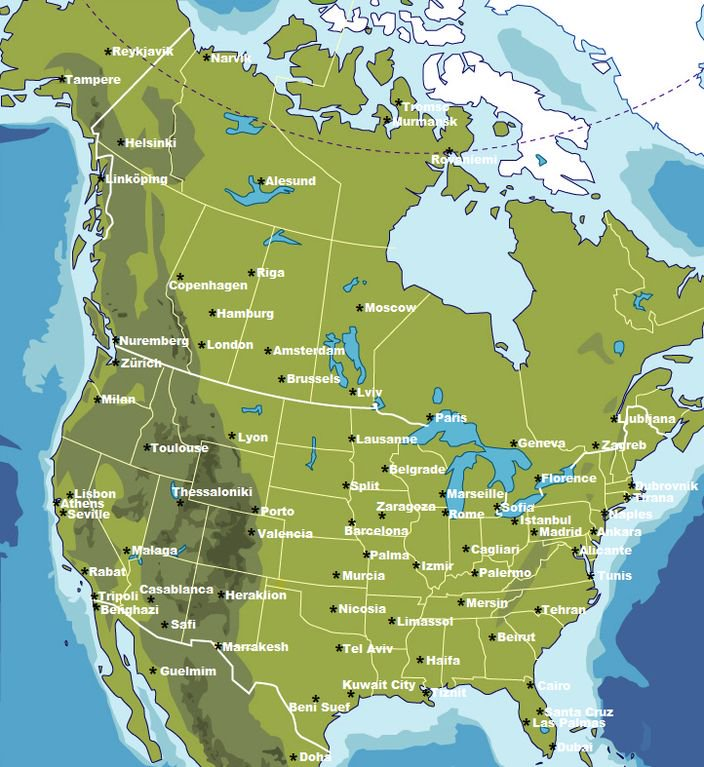 Reykjavik
Narvik
Tampere
Tromsø
Murmansk
Helsinki
Rovaniemi
Linköping
Alesund
Riga
Copenhagen
Moscow
Hamburg
Nuremberg
London
Amsterdam
Zürich
Brussels
Lviv
Milan
Paris
Ljubljana
Lyon
Lausanne
Geneva
Zagreb
Toulouse
Belgrade
Florence
Split
Dubrovnik
Thessaloniki
Lisbon
Marseille
Tirana
Athens
Zaragoza
Sofia
Seville
Porto
Rome
Naples
Istanbul
Barcelona
Valencia
Madrid
Ankara
Malaga
Palma
Cagliari
Alicante
Izmir
Rabat
Murcia
Palermo
Tunis
Casablanca
Tripoli
Heraklion
Mersin
Benghazi
Nicosia
Tehran
Safi
Limassol
Beirut
Marrakesh
Tel Aviv
Haifa
Guelmim
Kuwait City
Cairo
Tiznit
Beni Suef
Santa Cruz
Las Palmas
Dubai
Doha